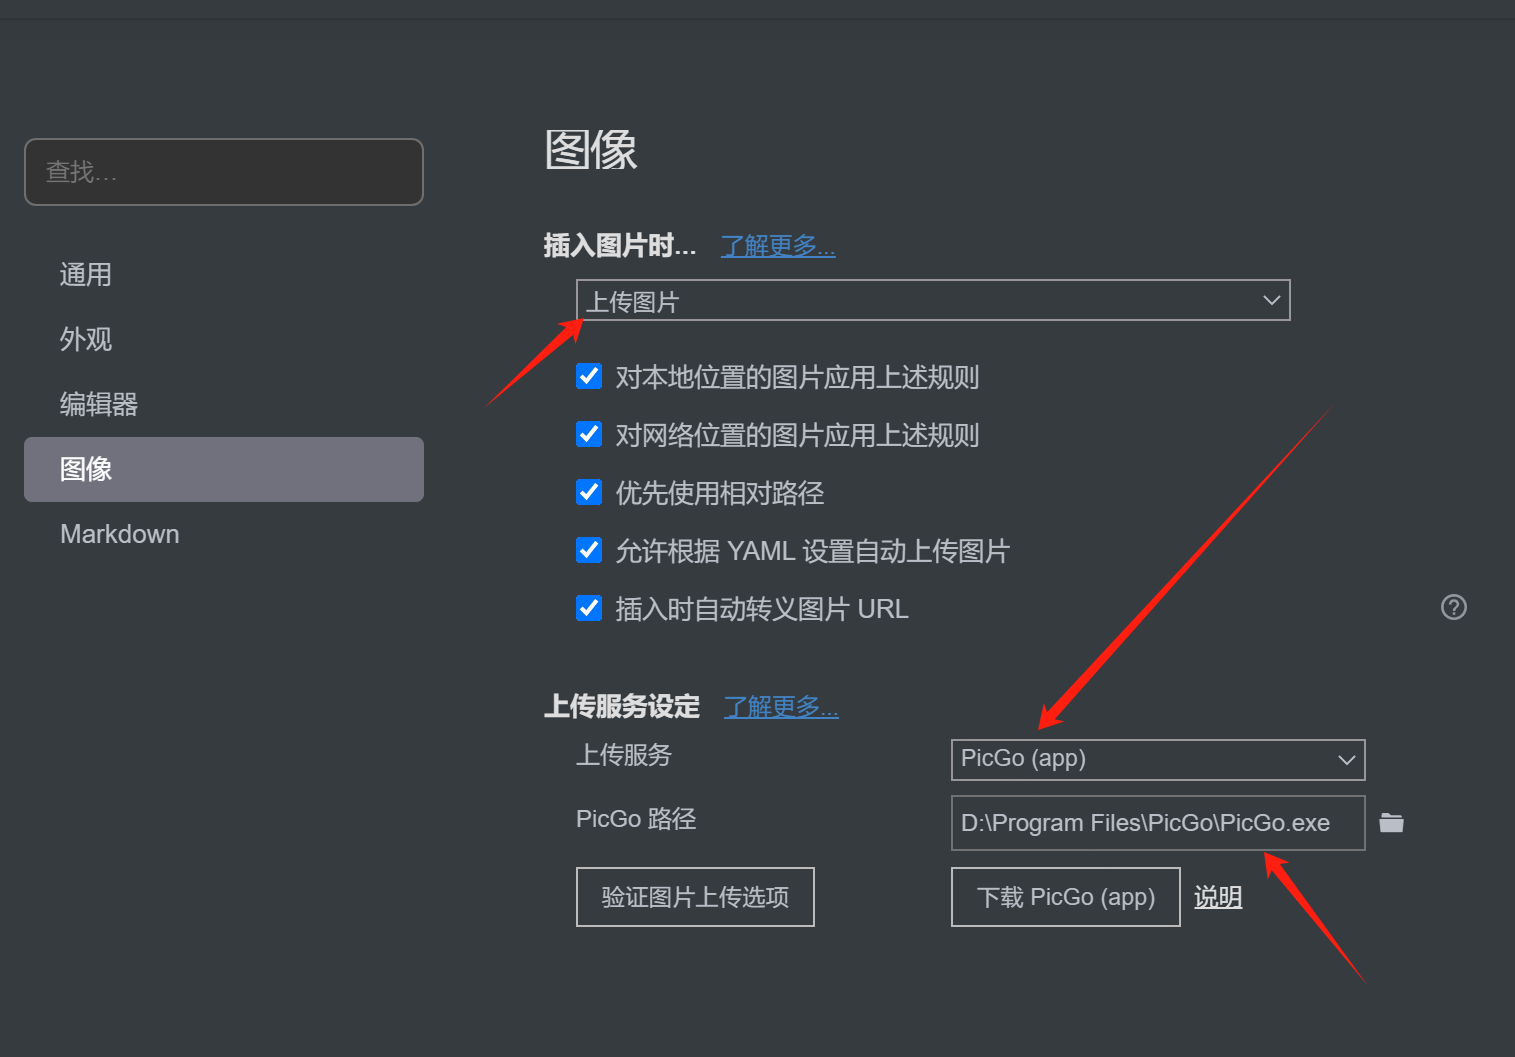 查找...
通用
外观
编辑器
图像
Markdown
图像
插入图片时... 了解更多...
上传图片
对本地位置的图片应用上述规则
对网络位置的图片应用上述规则
优先使用相对路径
允许根据 YAML 设置自动上传图片
插入时自动转义图片 URL
上传服务设定 了解更多...
上传服务 PicGo (app)
PicGo 路径 D:\Program Files\PicGo\PicGo.exe
验证图片上传选项 下载 PicGo (app) 说明